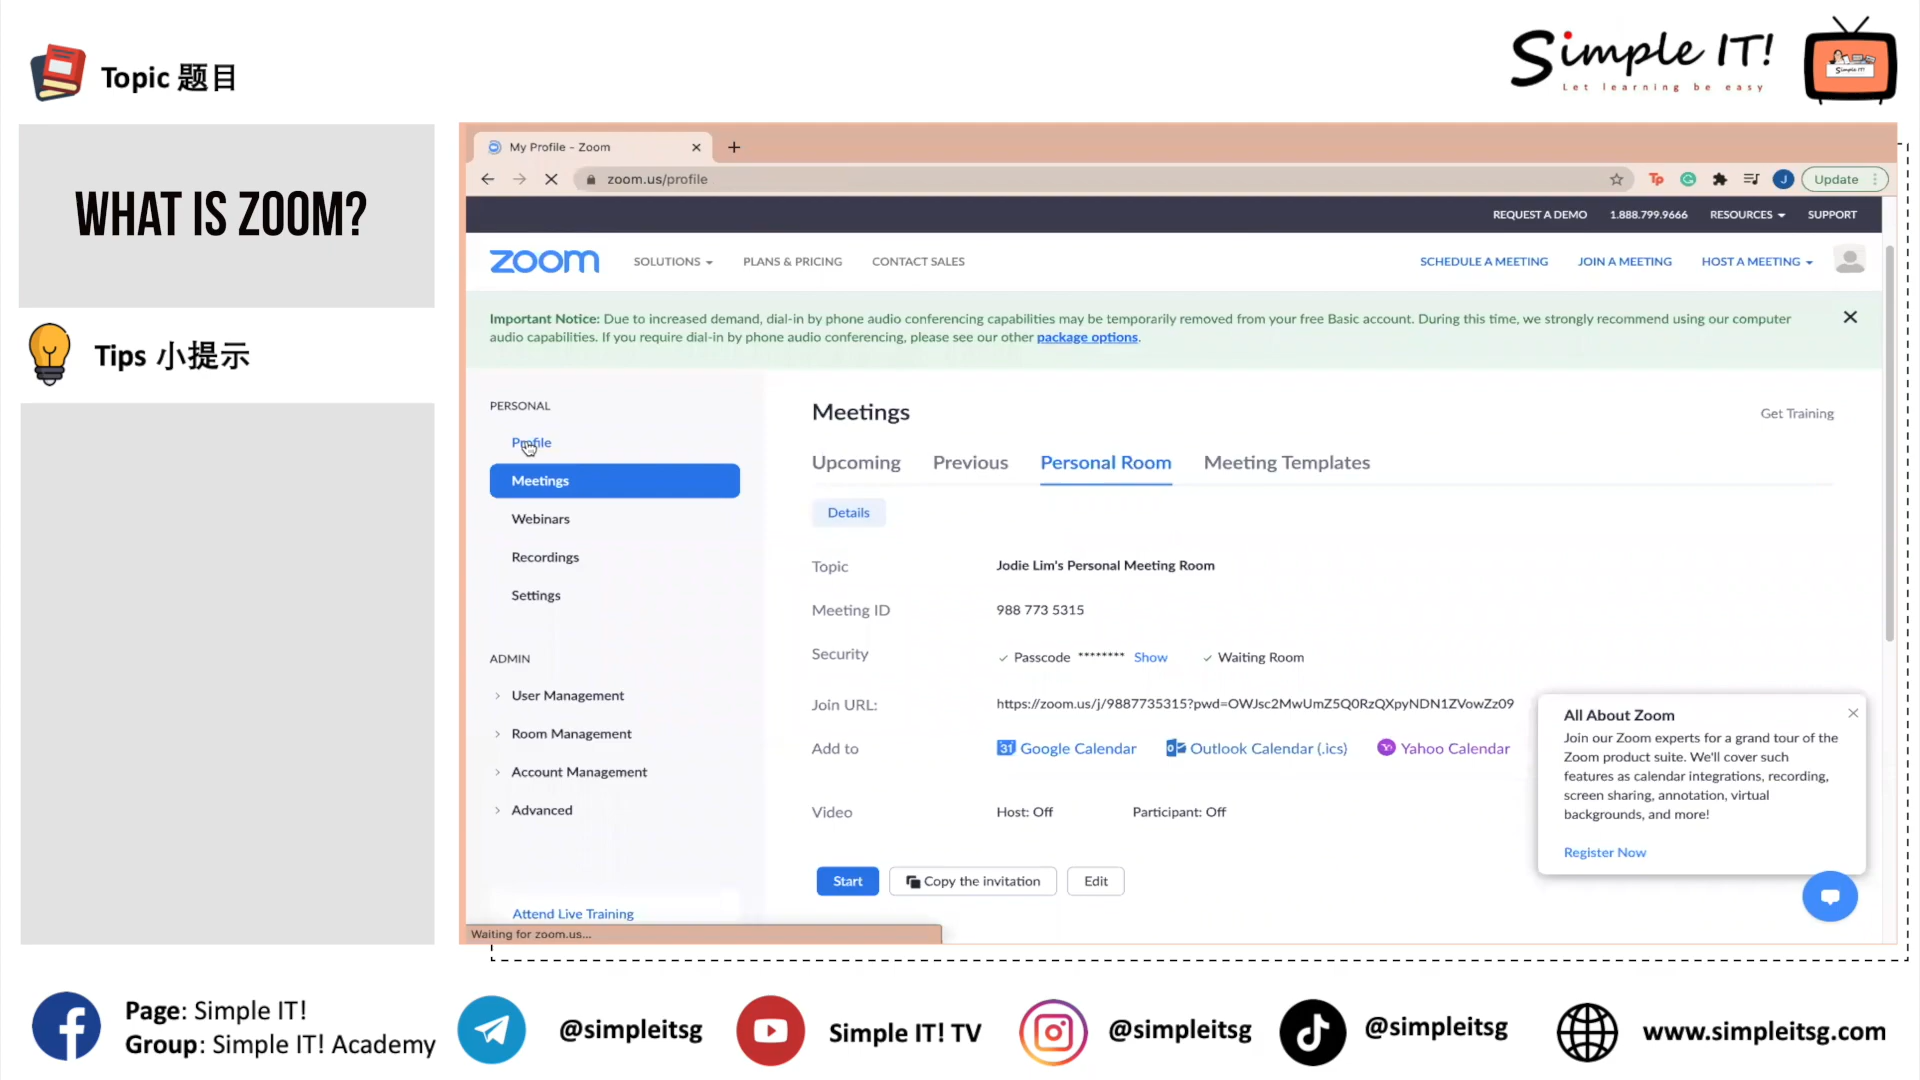 Topic 题目
Simple IT!
Let learning be easy
Simple IT!
WHAT IS ZOOM?
Tips 小提示
My Profile - Zoom
zoom.us/profile
Tp
J
Update
REQUEST A DEMO 1.888.799.9666 RESOURCES SUPPORT
zoom SOLUTIONS PLANS & PRICING CONTACT SALES SCHEDULE A MEETING JOIN A MEETING HOST A MEETING
Important Notice: Due to increased demand, dial-in by phone audio conferencing capabilities may be temporarily removed from your free Basic account. During this time, we strongly recommend using our computer
audio capabilities. If you require dial-in by phone audio conferencing, please see our other package options.
PERSONAL
Profile
Meetings
Webinars
Recordings
Settings
ADMIN
User Management
Room Management
Account Management
Advanced
Attend Live Training
Waiting for zoom.us...
Meetings
Get Training
Upcoming Previous Personal Room Meeting Templates
Details
Topic Jodie Lim's Personal Meeting Room
Meeting ID 988 773 5315
Security Passcode ******** Show Waiting Room
Join URL: https://zoom.us/j/9887735315?pwd=OWJsc2MwUmZ5Q0RzQXpyNDN1ZVowZz09
Add to 31 Google Calendar Outlook Calendar (.ics) Yahoo Calendar
Video Host: Off Participant: Off
Start Copy the invitation Edit
All About Zoom
Join our Zoom experts for a grand tour of the
Zoom product suite. We'll cover such
features as calendar integrations, recording,
screen sharing, annotation, virtual
backgrounds, and more!
Register Now
Page: Simple IT!
Group: Simple IT! Academy
@simpleitsg
Simple IT! TV
@simpleitsg
@simpleitsg
www.simpleitsg.com